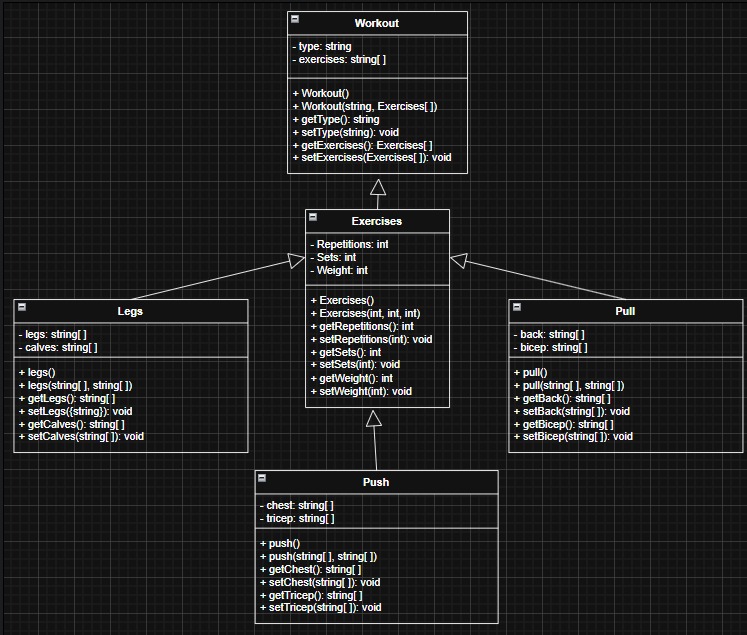 Workout
- type: string
- exercises: string[ ]
+ Workout()
+ Workout(string, Exercises[ ])
+ getType(): string
+ setType(string): void
+ getExercises(): Exercises[ ]
+ setExercises(Exercises[ ]): void
Exercises
- Repetitions: int
- Sets: int
- Weight: int
+ Exercises()
+ Exercises(int, int, int)
+ getRepetitions(): int
+ setRepetitions(int): void
+ getSets(): int
+ setSets(int): void
+ getWeight(): int
+ setWeight(int): void
Legs
- legs: string[ ]
- calves: string[ ]
+ legs()
+ legs(string[ ], string[ ])
+ getLegs(): string[ ]
+ setLegs({string}): void
+ getCalves(): string[ ]
+ setCalves(string[ ]): void
Pull
- back: string[ ]
- bicep: string[ ]
+ pull()
+ pull(string[ ], string[ ])
+ getBack(): string[ ]
+ setBack(string[ ]): void
+ getBicep(): string[ ]
+ setBicep(string[ ]): void
Push
- chest: string[ ]
- tricep: string[ ]
+ push()
+ push(string[ ], string[ ])
+ getChest(): string[ ]
+ setChest(string[ ]): void
+ getTricep(): string[ ]
+ setTricep(string[ ]): void